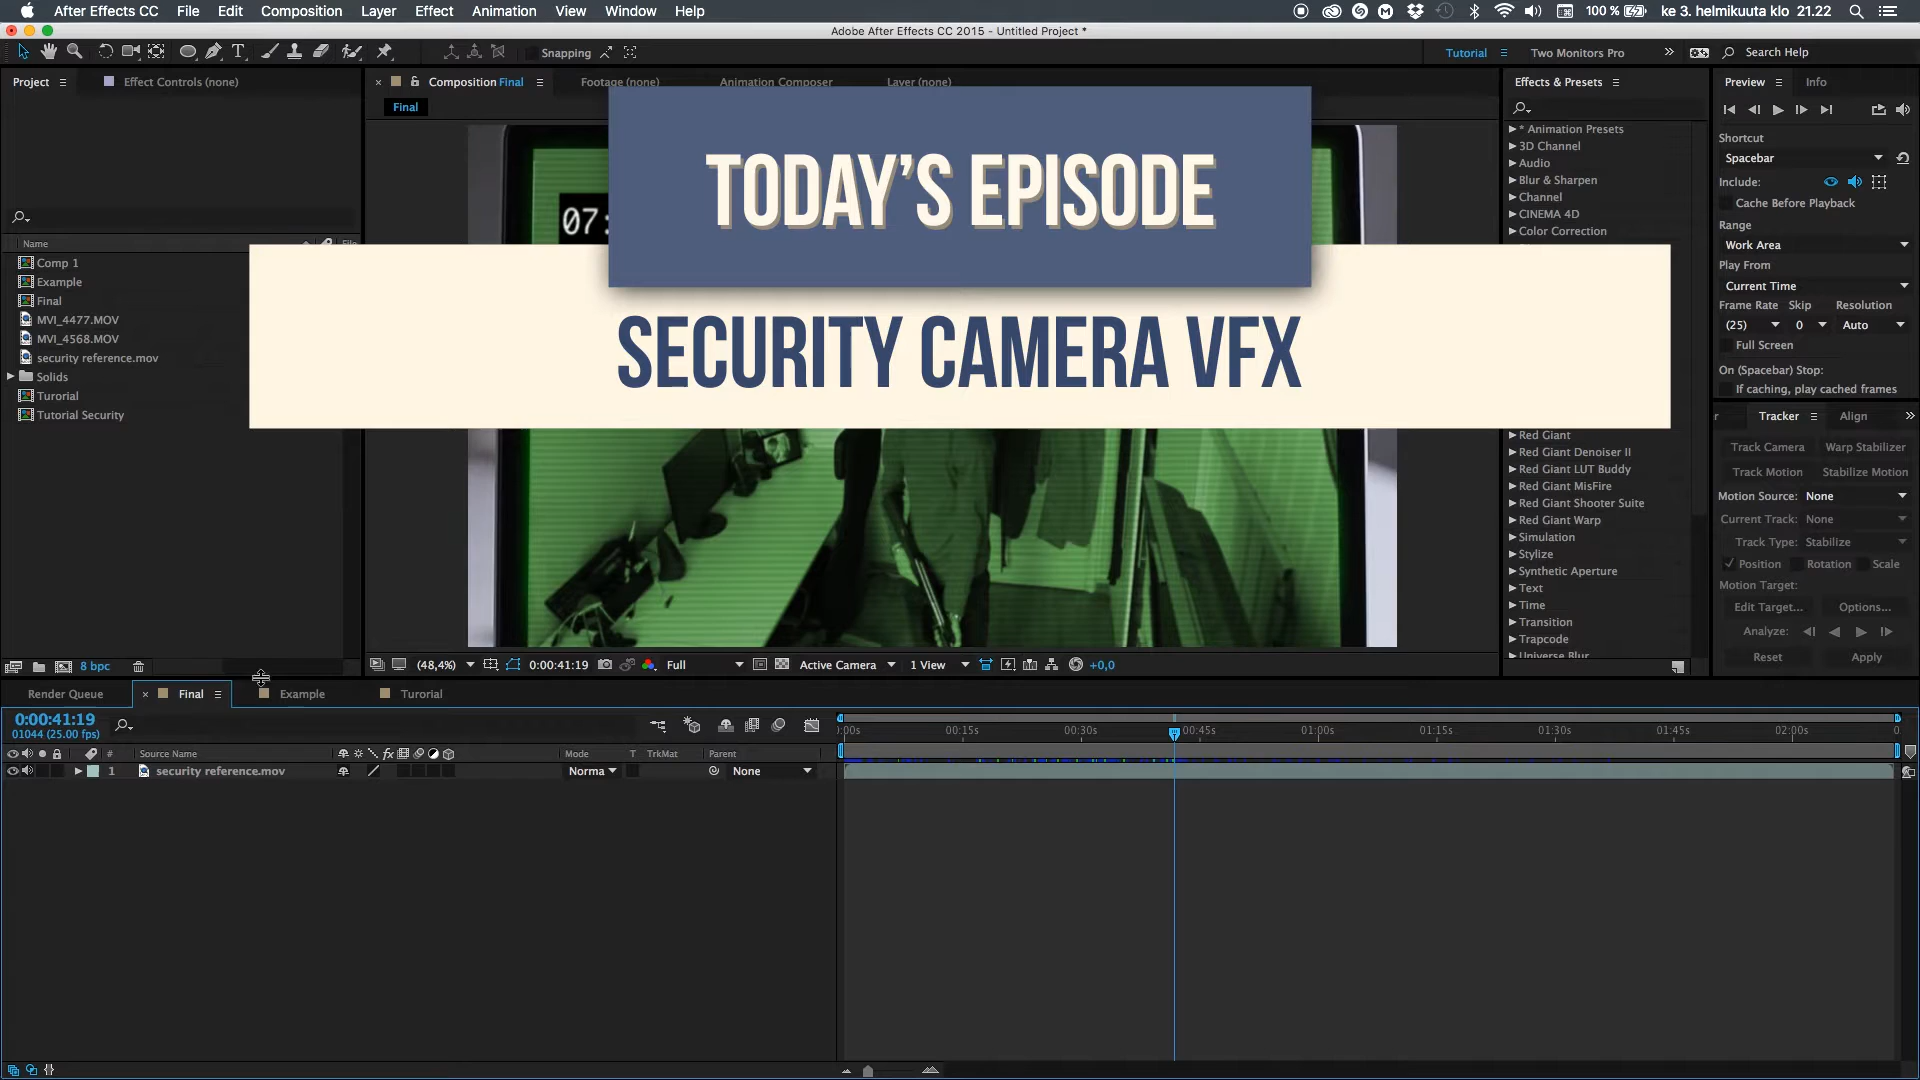 After Effects CC File Edit Composition Layer Effect Animation View Window Help 100 % ke 3. helmikuuta klo 21.22
Adobe After Effects CC 2015 - Untitled Project *
Snapping Tutorial Two Monitors Pro Search Help
Project Effect Controls (none) Composition Final Footage (none) Animation Composer Layer (none) Effects & Presets Preview Info
Final
TODAY'S EPISODE
SECURITY CAMERA VFX
07:
Name
Comp 1
Example
Final
MVI_4477.MOV
MVI_4568.MOV
security reference.mov
Solids
Turorial
Tutorial Security
8 bpc
(48,4%) 0:00:41:19 Full Active Camera 1 View +0,0
* Animation Presets
3D Channel
Audio
Blur & Sharpen
Channel
CINEMA 4D
Color Correction
Red Giant
Red Giant Denoiser II
Red Giant LUT Buddy
Red Giant MisFire
Red Giant Shooter Suite
Red Giant Warp
Simulation
Stylize
Synthetic Aperture
Text
Time
Transition
Trapcode
Universe Blur
Shortcut
Spacebar
Include:
Cache Before Playback
Range
Work Area
Play From
Current Time
Frame Rate Skip Resolution
(25) 0 Auto
Full Screen
On (Spacebar) Stop:
If caching, play cached frames
Tracker Align
Track Camera Warp Stabilizer
Track Motion Stabilize Motion
Motion Source: None
Current Track: None
Track Type: Stabilize
Position Rotation Scale
Motion Target:
Edit Target... Options...
Analyze:
Reset Apply
Render Queue Final Example Turorial
0:00:41:19
01044 (25.00 fps)
:00s 00:15s 00:30s 00:45s 01:00s 01:15s 01:30s 01:45s 02:00s
# Source Name Mode T TrkMat Parent
1 security reference.mov Norma None